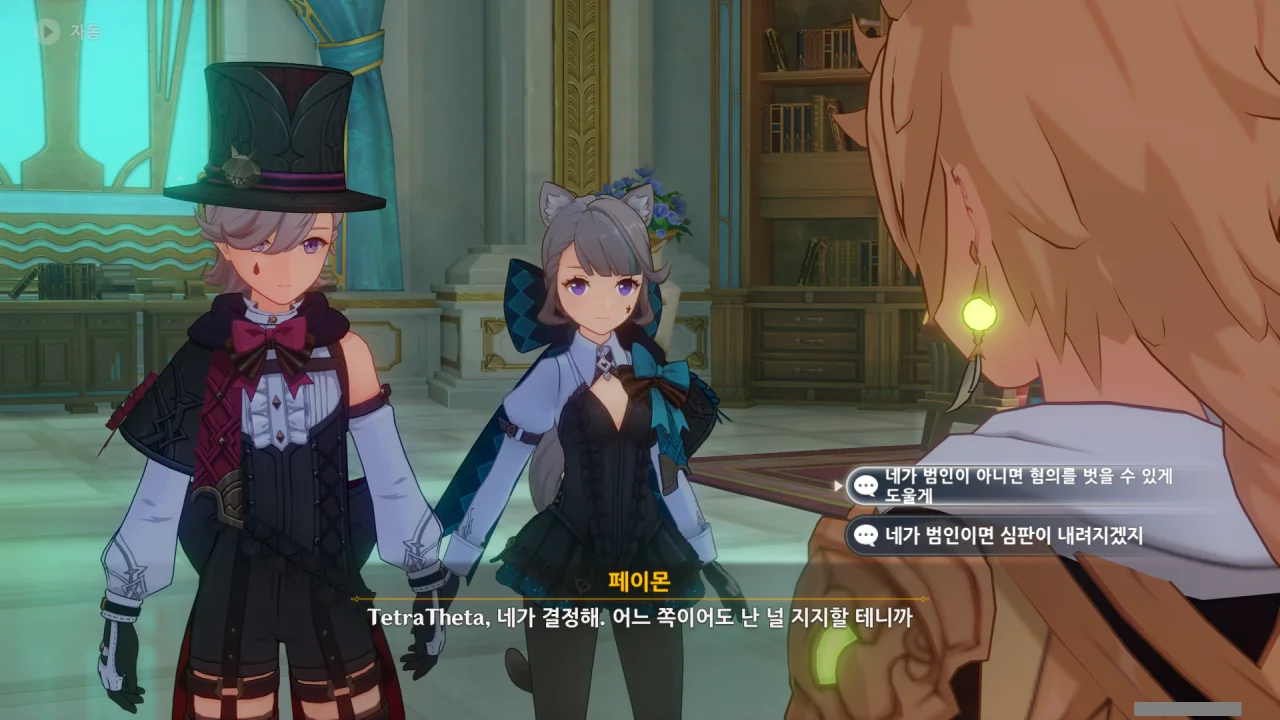 자동
네가 범인이 아니면 혐의를 벗을 수 있게
도울게
네가 범인이면 심판이 내려지겠지
페이몬
TetraTheta, 네가 결정해. 어느 쪽이어도 난 널 지지할 테니까